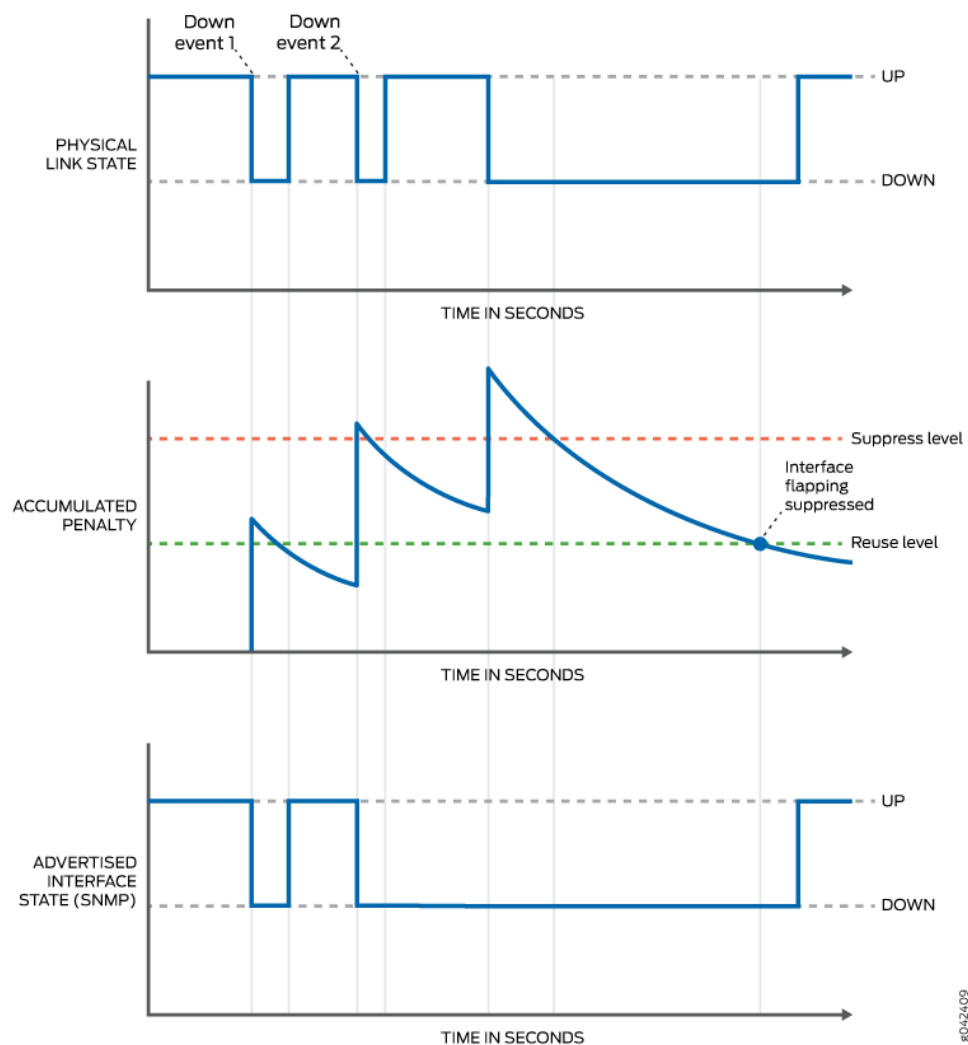 Down
event 1
Down
event 2
UP
PHYSICAL
LINK STATE
DOWN
TIME IN SECONDS
Suppress level
Interface
flapping
suppressed
ACCUMULATED
PENALTY
Reuse level
TIME IN SECONDS
UP
ADVERTISED
INTERFACE
STATE (SNMP)
DOWN
TIME IN SECONDS
g042409